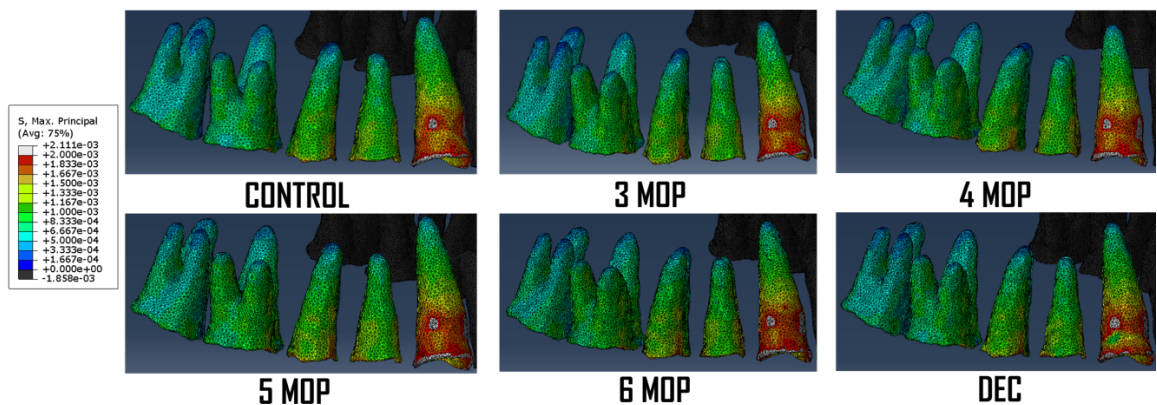 CONTROL
3 MOP
4 MOP
S, Max. Principal
(Avg: 75%)
+2.111e-03
+2.000e-03
+1.833e-03
+1.667e-03
+1.500e-03
+1.333e-03
+1.167e-03
+1.000e-03
+8.333e-04
+6.667e-04
+5.000e-04
+3.333e-04
+1.667e-04
+0.000e+00
-1.858e-03
5 MOP
6 MOP
DEC